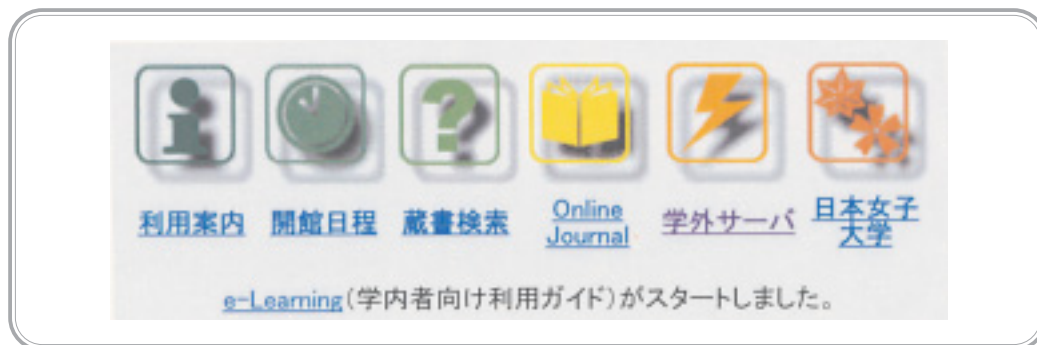 利用案内
開館日程
蔵書検索
Online
Journal
学外サーバ
日本女子
大学
e-Learning(学内者向け利用ガイド)がスタートしました。